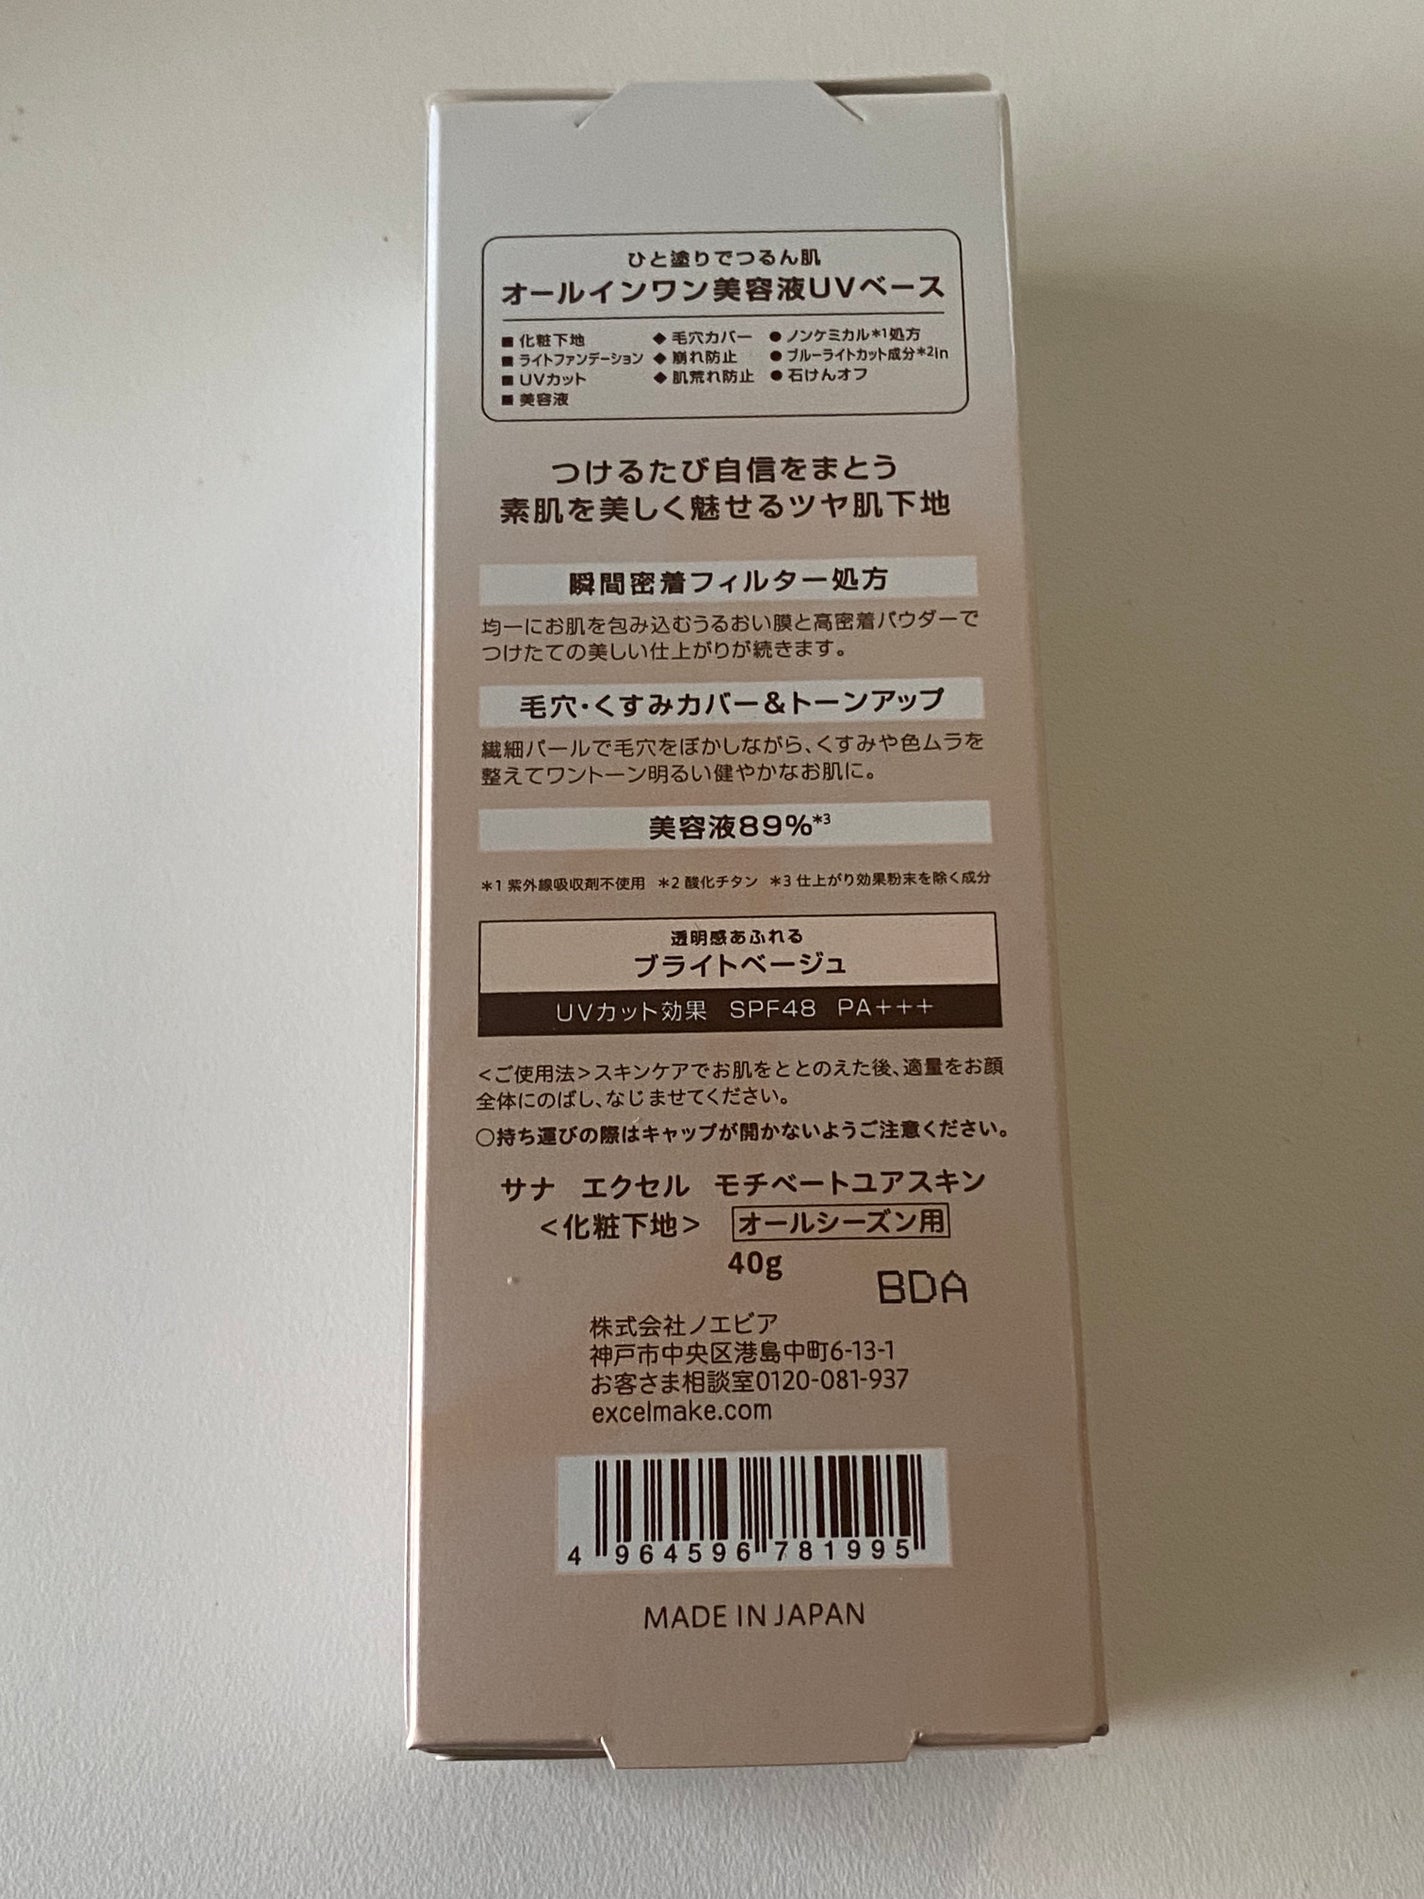 ひと塗りでつるん肌
オールインワン美容液UVベース
■ 化粧下地 ◆ 毛穴カバー ● ノンケミカル*1処方
■ ライトファンデーション ◆ 崩れ防止 ● ブルーライトカット成分*2in
■ UVカット ◆ 肌荒れ防止 ● 石けんオフ
■ 美容液
つけるたび自信をまとう
素肌を美しく魅せるツヤ肌下地
瞬間密着フィルター処方
均一にお肌を包み込むうるおい膜と高密着パウダーで
つけたての美しい仕上がりが続きます。
毛穴・くすみカバー&トーンアップ
繊細パールで毛穴をぼかしながら、くすみや色ムラを
整えてワントーン明るい健やかなお肌に。
美容液89%*3
*1 紫外線吸収剤不使用 *2 酸化チタン *3 仕上がり効果粉末を除く成分
透明感あふれる
ブライトベージュ
UVカット効果 SPF48 PA+++
<ご使用法>スキンケアでお肌をととのえた後、適量をお顔
全体にのばし、なじませてください。
○持ち運びの際はキャップが開かないようご注意ください。
サナ エクセル モチベートユアスキン
<化粧下地> オールシーズン用
40g
BDA
株式会社ノエビア
神戸市中央区港島中町6-13-1
お客さま相談室0120-081-937
excelmake.com
4 964596 781995
MADE IN JAPAN